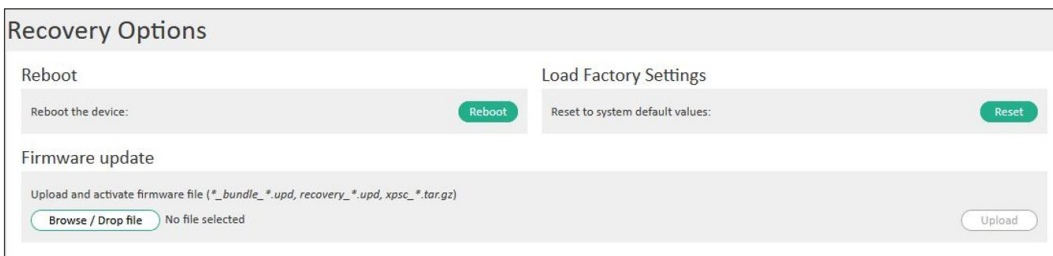 Recovery Options
Reboot
Load Factory Settings
Reboot the device:
Reboot
Reset to system default values:
Reset
Firmware update
Upload and activate firmware file (*_bundle_*.upd, recovery_*.upd, xpsc_*.tar.gz)
Browse / Drop file
No file selected
Upload